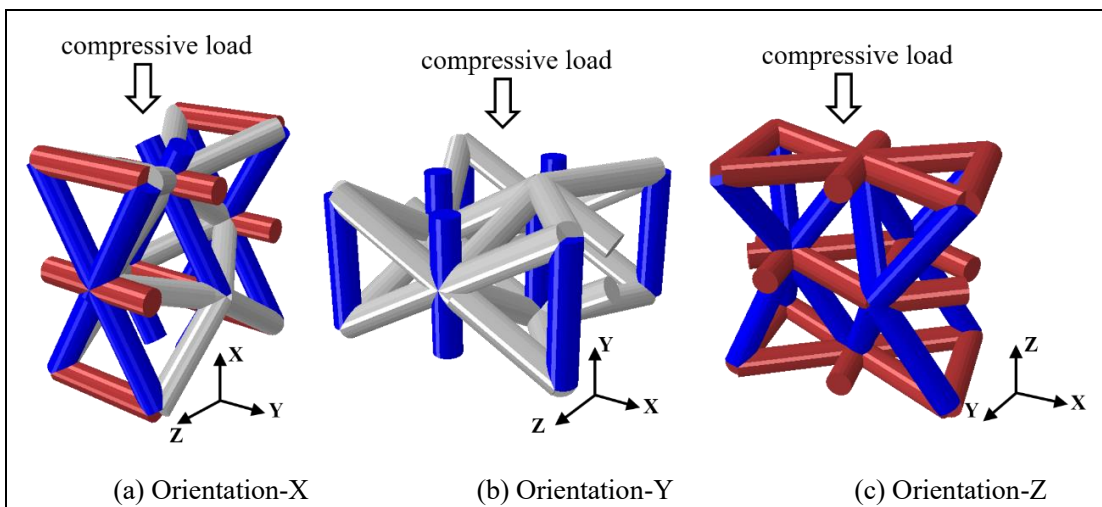 compressive load
compressive load
compressive load
X
Y
Z
Y
X
Z
Z
X
Y
(a) Orientation-X
(b) Orientation-Y
(c) Orientation-Z